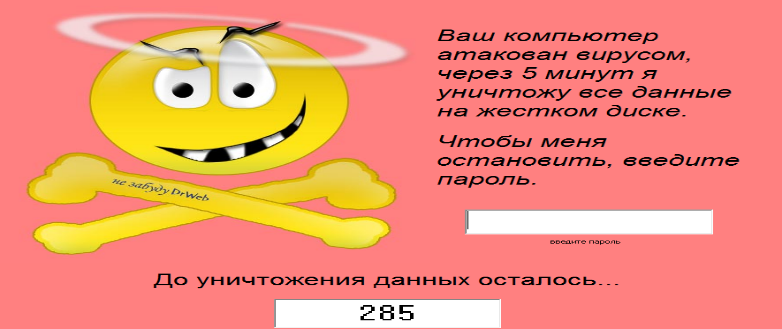 Ваш компьютер
атакован вирусом,
через 5 минут я
уничтожу все данные
на жестком диске.
Чтобы меня
остановить, введите
пароль.
не забуду DrWeb
введите пароль
До уничтожения данных осталось...
285